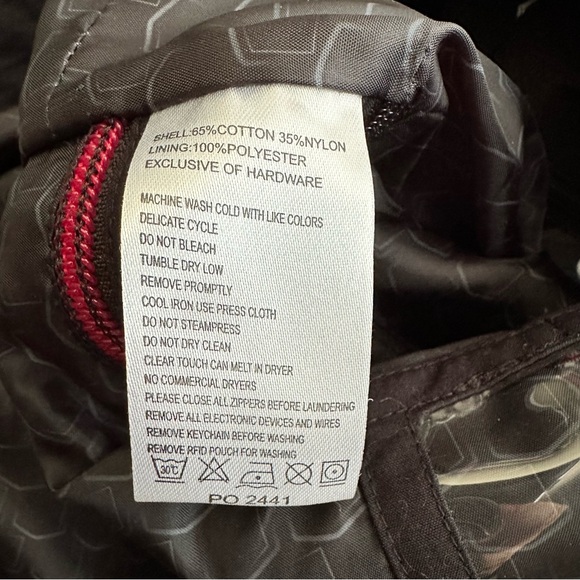 SHELL:65%COTTON 35%NYLON
LINING:100%POLYESTER
EXCLUSIVE OF HARDWARE
MACHINE WASH COLD WITH LIKE COLORS
DELICATE CYCLE
DO NOT BLEACH
TUMBLE DRY LOW
REMOVE PROMPTLY
COOL IRON USE PRESS CLOTH
DO NOT STEAMPRESS
DO NOT DRY CLEAN
CLEAR TOUCH CAN MELT IN DRYER
NO COMMERCIAL DRYERS
PLEASE CLOSE ALL ZIPPERS BEFORE LAUNDERING
REMOVE ALL ELECTRONIC DEVICES AND WIRES
REMOVE KEYCHAIN BEFORE WASHING
REMOVE RFID POUCH FOR WASHING
30℃
PO 2441